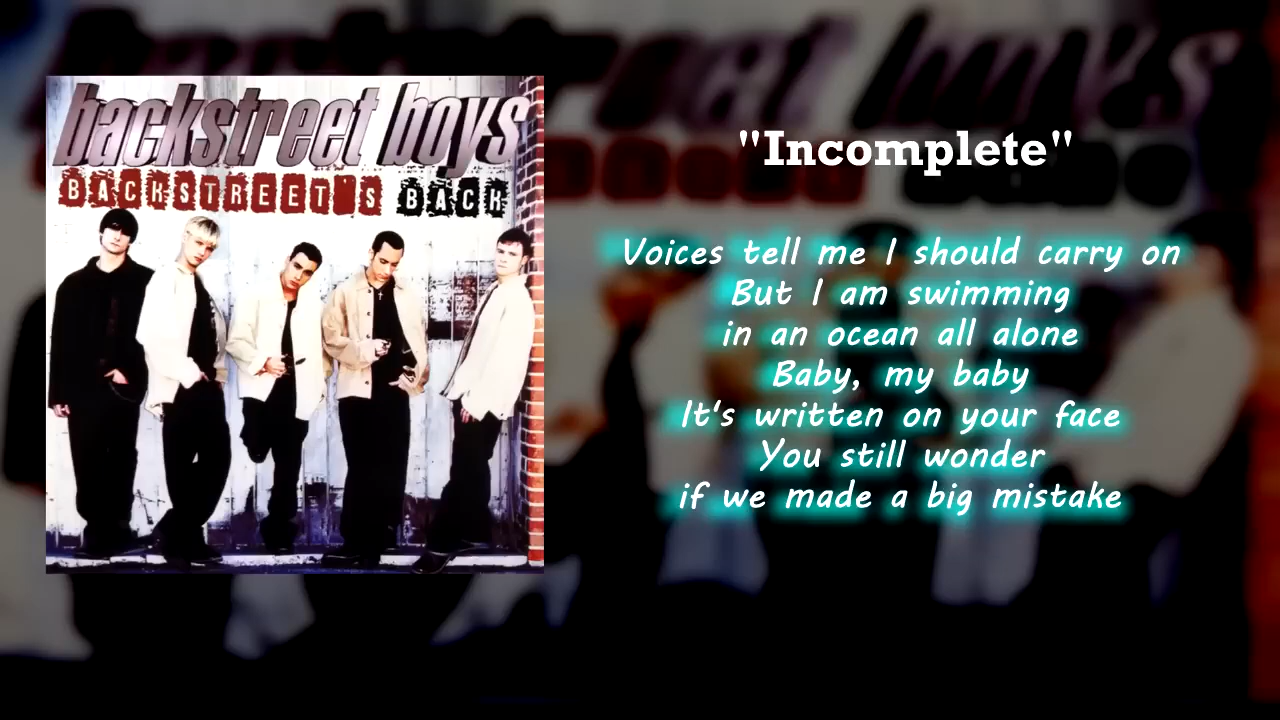 backstreet boys
BACKSTREET'S BACK
"Incomplete"
Voices tell me I should carry on
But I am swimming
in an ocean all alone
Baby, my baby
It's written on your face
You still wonder
if we made a big mistake